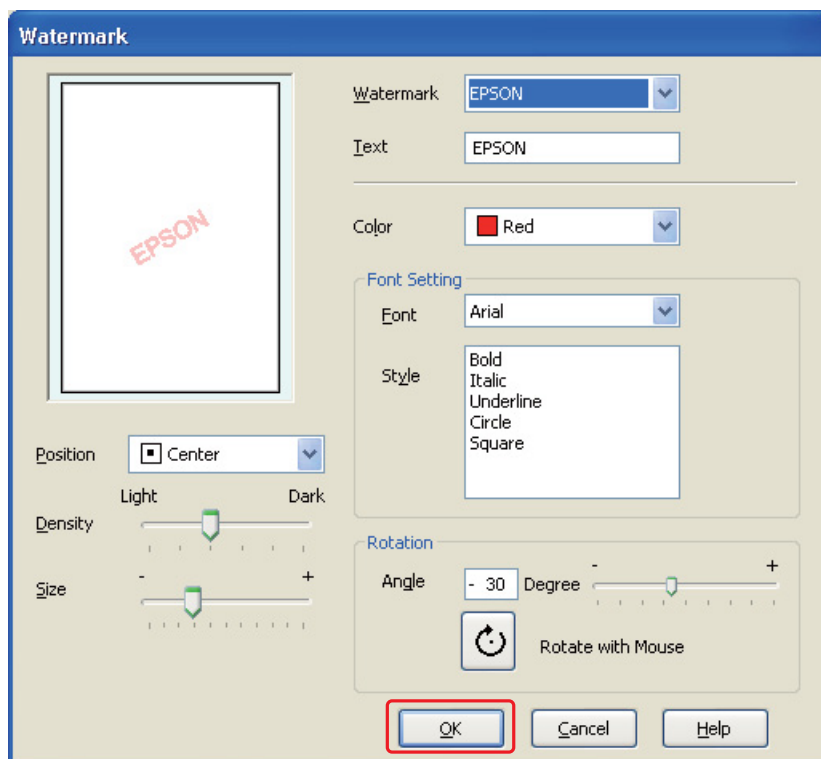 Watermark
EPSON
Watermark EPSON
Text EPSON
Color Red
Font Setting
Font Arial
Style
Bold
Italic
Underline
Circle
Square
Position Center
Light Dark
Density
Size - +
Rotation
Angle - 30 Degree - +
Rotate with Mouse
OK Cancel Help